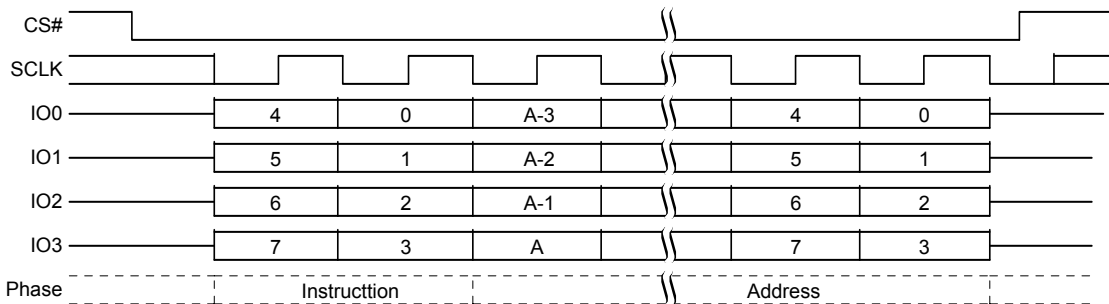 CS#
SCLK
IO0 4 0 A-3 4 0
IO1 5 1 A-2 5 1
IO2 6 2 A-1 6 2
IO3 7 3 A 7 3
Phase Instructtion Address